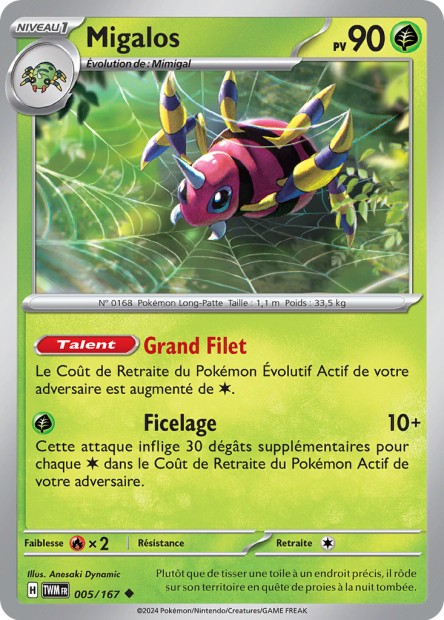 NIVEAU 1
Migalos
PV 90
Évolution de : Mimigal
N° 0168 Pokémon Long-Patte Taille : 1,1 m Poids : 33,5 kg
Talent Grand Filet
Le Coût de Retraite du Pokémon Évolutif Actif de votre
adversaire est augmenté de.
Ficelage 10+
Cette attaque inflige 30 dégâts supplémentaires pour
chaque dans le Coût de Retraite du Pokémon Actif de
votre adversaire.
Faiblesse ×2 Résistance Retraite
Illus. Anesaki Dynamic
H TWM FR 005/167
Plutôt que de tisser une toile à un endroit précis, il rôde
sur son territoire en quête de proies à la nuit tombée.
©2024 Pokémon/Nintendo/Creatures/GAME FREAK